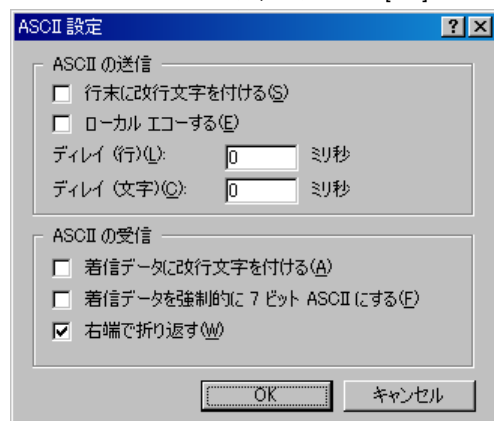 ASCII 設定
ASCII の送信
行末に改行文字を付ける(S)
ローカル エコーする(E)
ディレイ (行)(L): 0 ミリ秒
ディレイ (文字)(C): 0 ミリ秒
ASCII の受信
着信データに改行文字を付ける(A)
着信データを強制的に 7 ビット ASCII にする(F)
右端で折り返す(W)
OK キャンセル